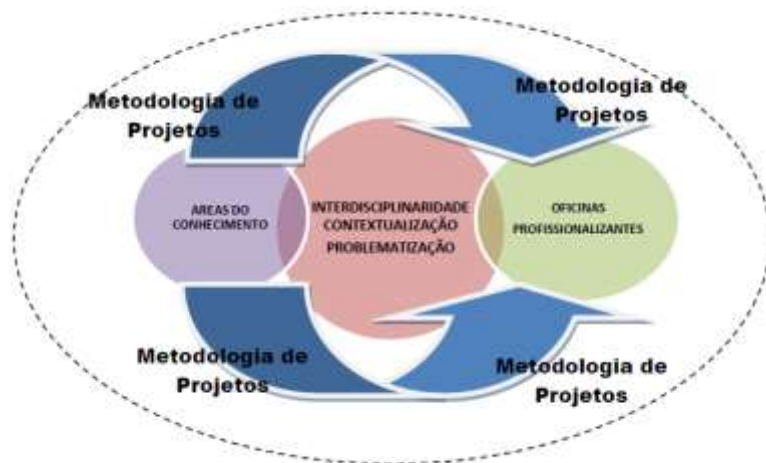 Metodologia de
Projetos
Metodologia de
Projetos
AREAS DO
CONHECIMENTO
INTERDISCIPLINARIDADE
CONTEXTUALIZAÇÃO
PROBLEMATIZAÇÃO
OFICINAS
PROFISSIONALIZANTES
Metodologia de
Projetos
Metodologia de
Projetos